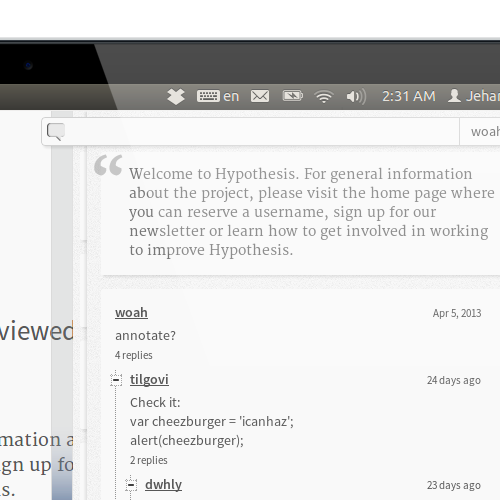 en 2:31 AM Jehan
woah
Welcome to Hypothesis. For general information
about the project, please visit the home page where
you can reserve a username, sign up for our
newsletter or learn how to get involved in working
to improve Hypothesis.
woah Apr 5, 2013
annotate?
4 replies
viewed
tilgovi 24 days ago
Check it:
var cheezburger = 'icanhaz';
alert(cheezburger);
2 replies
mation a
ign up fo
s.
dwhly 23 days ago